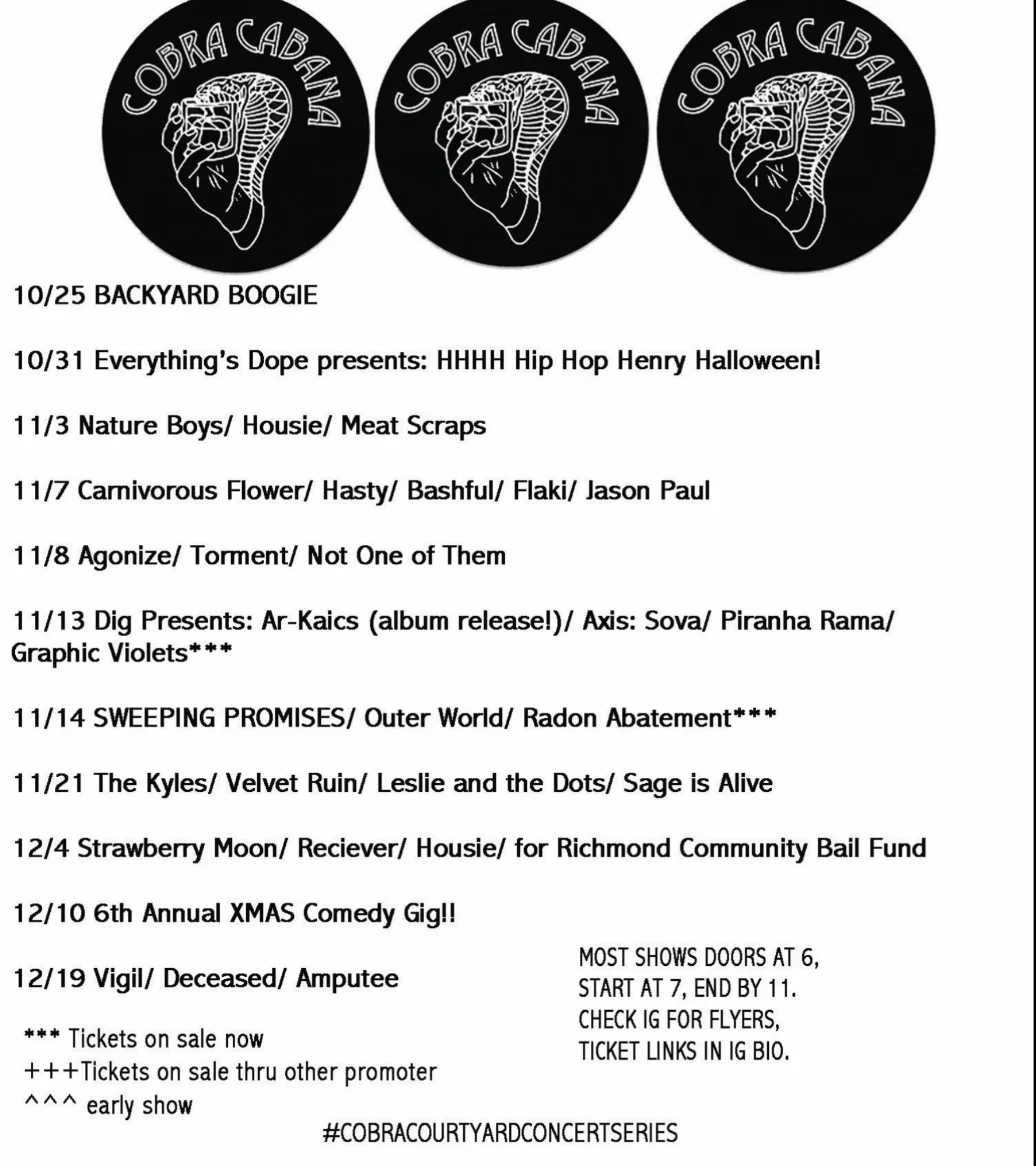 COBRA CABANA
COBRA CABANA
COBRA CABANA
10/25 BACKYARD BOOGIE
10/31 Everything's Dope presents: HHHH Hip Hop Henry Halloween!
11/3 Nature Boys/ Housie/ Meat Scraps
11/7 Carnivorous Flower/ Hasty/ Bashful/ Flaki/ Jason Paul
11/8 Agonize/ Torment/ Not One of Them
11/13 Dig Presents: Ar-Kaics (album release!)/ Axis: Sova/ Piranha Rama/
Graphic Violets***
11/14 SWEEPING PROMISES/ Outer World/ Radon Abatement***
11/21 The Kyles/ Velvet Ruin/ Leslie and the Dots/ Sage is Alive
12/4 Strawberry Moon/ Reciever/ Housie/ for Richmond Community Bail Fund
12/10 6th Annual XMAS Comedy Gig!!
12/19 Vigil/ Deceased/ Amputee
MOST SHOWS DOORS AT 6,
START AT 7, END BY 11.
CHECK IG FOR FLYERS,
TICKET LINKS IN IG BIO.
*** Tickets on sale now
+++Tickets on sale thru other promoter
^^^ early show
#COBRACOURTYARDCONCERTSERIES